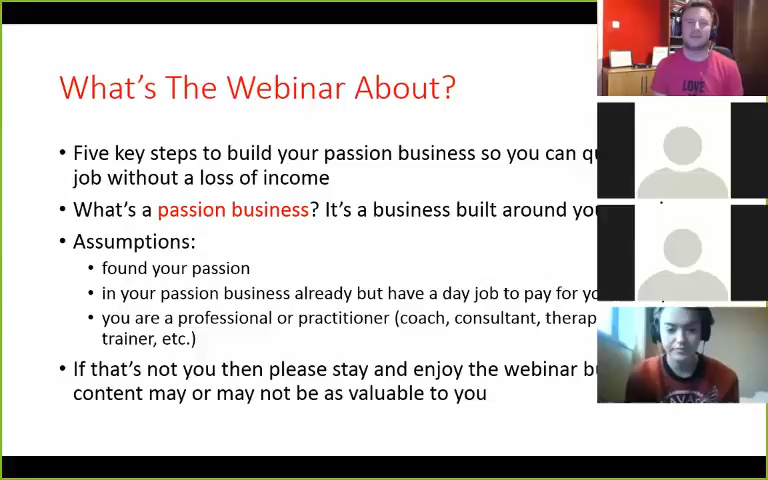 What's The Webinar About?
• Five key steps to build your passion business so you can
job without a loss of income
• What's a passion business? It's a business built around
• Assumptions:
• found your passion
• in your passion business already but have a day job to pay for
• you are a professional or practitioner (coach, consultant,
trainer, etc.)
• If that's not you then please stay and enjoy the webinar
content may or may not be as valuable to you
LOVE